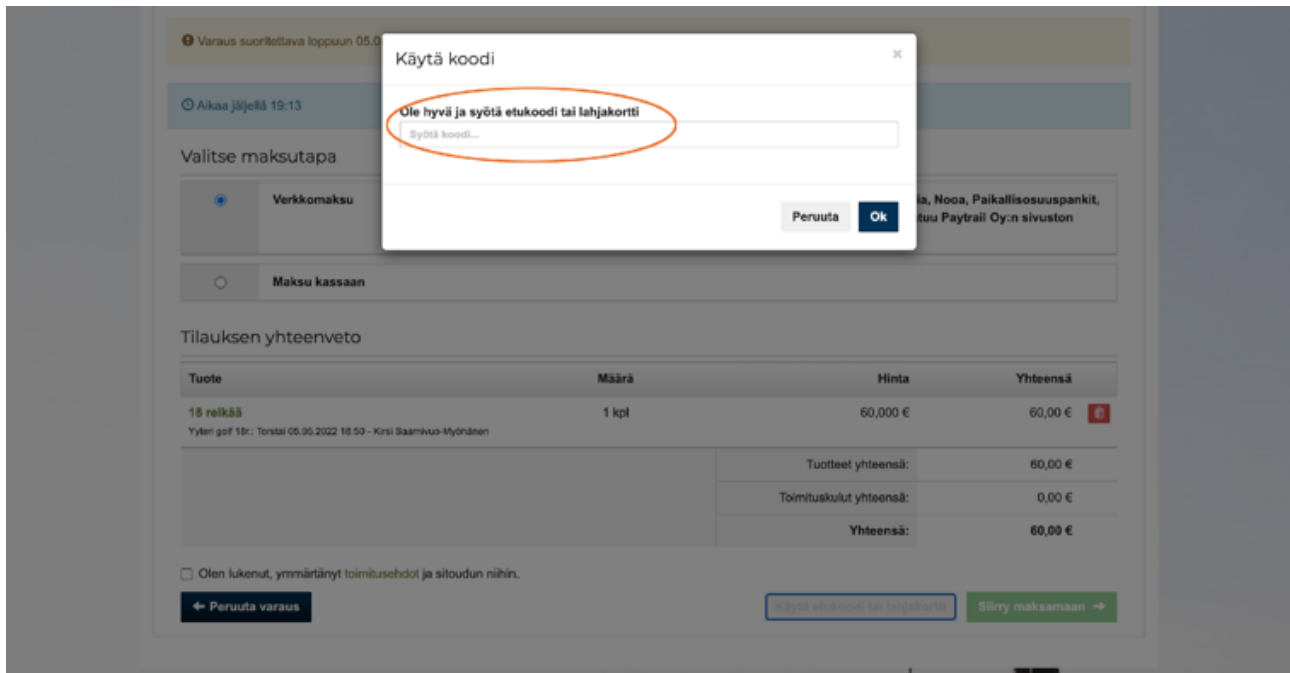 Varaus suoritettava loppuun 05.0
Käytä koodi
×
Ole hyvä ja syötä etukoodi tai lahjakortti
Syötä koodi...
Peruuta
Ok
Aikaa jäljellä 19:13
Valitse maksutapa
Verkkomaksu
ia, Nooa, Paikallisosuuspankit,
tuu Paytrail Oy:n sivuston
Maksu kassaan
Tilauksen yhteenveto
Tuote Määrä Hinta Yhteensä
18 reikää 1 kpl 60,000 € 60,00 €
Yyteri golf 18r.: Torstai 05.05.2022 18:50 - Kirsi Saarnivuo-Myöhänen
Tuotteet yhteensä: 60,00 €
Toimituskulut yhteensä: 0,00 €
Yhteensä: 60,00 €
Olen lukenut, ymmärtänyt toimitusehdot ja sitoudun niihin.
← Peruuta varaus
Käytä etukoodi tai lahjakortti
Siirry maksamaan →